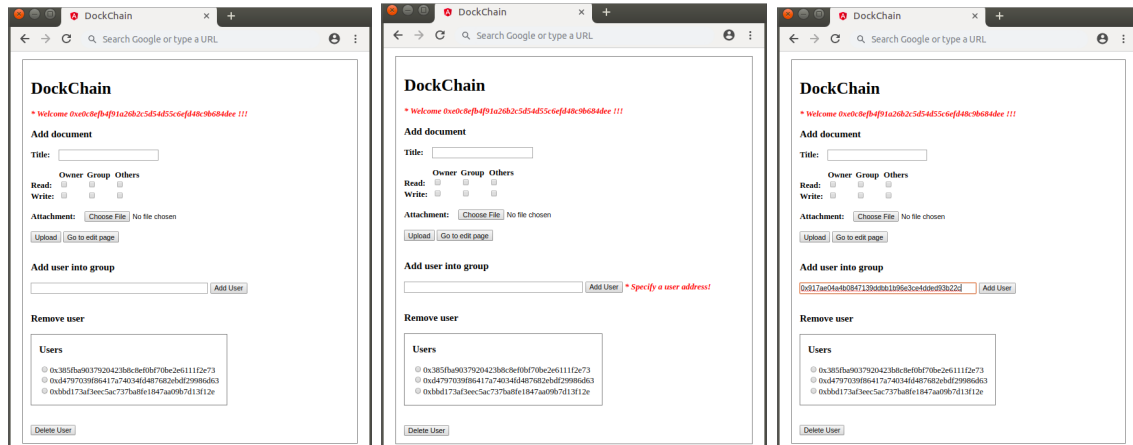 DockChain
Search Google or type a URL
DockChain
* Welcome 0xe0c8efb4f91a26b2c5d54d55c6efd48c9b684dee !!!
Add document
Title:
Owner Group Others
Read:
Write:
Attachment: Choose File No file chosen
Upload Go to edit page
Add user into group
Add User
Remove user
Users
0x385fba9037920423b8c8ef0bf70be2e6111f2e73
0xd4797039f86417a74034fd487682ebdf29986d63
0xbbd173af3eec5ac737ba8fe1847aa09b7d13f12e
Delete User
DockChain
Search Google or type a URL
DockChain
* Welcome 0xe0c8efb4f91a26b2c5d54d55c6efd48c9b684dee !!!
Add document
Title:
Owner Group Others
Read:
Write:
Attachment: Choose File No file chosen
Upload Go to edit page
Add user into group
Add User * Specify a user address!
Remove user
Users
0x385fba9037920423b8c8ef0bf70be2e6111f2e73
0xd4797039f86417a74034fd487682ebdf29986d63
0xbbd173af3eec5ac737ba8fe1847aa09b7d13f12e
Delete User
DockChain
Search Google or type a URL
DockChain
* Welcome 0xe0c8efb4f91a26b2c5d54d55c6efd48c9b684dee !!!
Add document
Title:
Owner Group Others
Read:
Write:
Attachment: Choose File No file chosen
Upload Go to edit page
Add user into group
0x917ae04a4b0847139ddbb1b96e3ce4dded93b22d Add User
Remove user
Users
0x385fba9037920423b8c8ef0bf70be2e6111f2e73
0xd4797039f86417a74034fd487682ebdf29986d63
0xbbd173af3eec5ac737ba8fe1847aa09b7d13f12e
Delete User